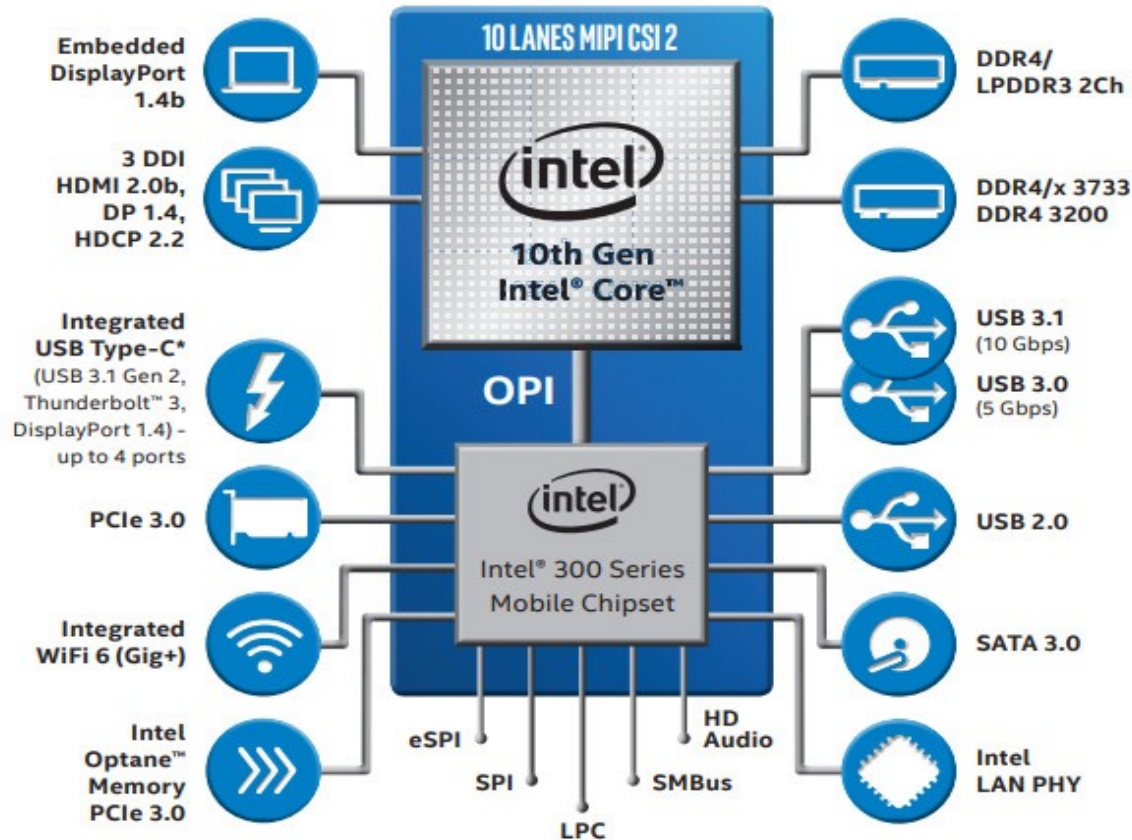 10 LANES MIPI CSI 2
Embedded
DisplayPort
1.4b
3 DDI
HDMI 2.0b,
DP 1.4,
HDCP 2.2
Integrated
USB Type-C*
(USB 3.1 Gen 2,
Thunderbolt™ 3,
DisplayPort 1.4) -
up to 4 ports
PCIe 3.0
Integrated
WiFi 6 (Gig+)
Intel
Optane™
Memory
PCIe 3.0
intel
10th Gen
Intel® Core™
OPI
intel
Intel® 300 Series
Mobile Chipset
eSPI
SPI
LPC
SMBus
HD
Audio
DDR4/
LPDDR3 2Ch
DDR4/x 3733
DDR4 3200
USB 3.1
(10 Gbps)
USB 3.0
(5 Gbps)
USB 2.0
SATA 3.0
Intel
LAN PHY